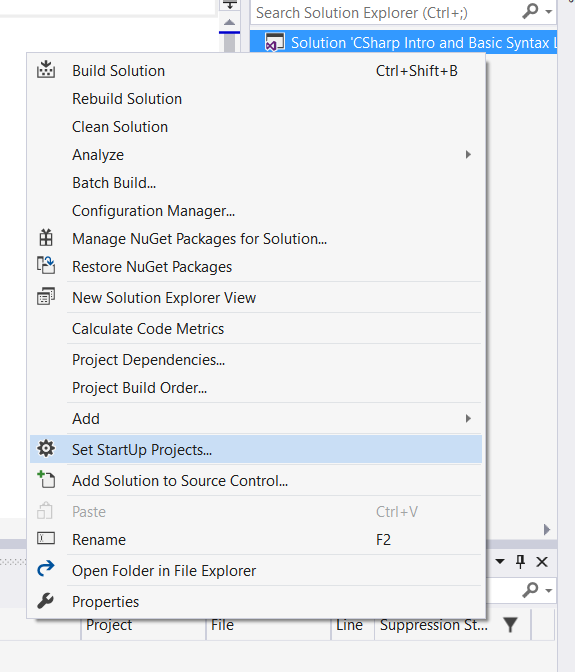 Search Solution Explorer (Ctrl+;)
Solution 'CSharp Intro and Basic Syntax
Build Solution Ctrl+Shift+B
Rebuild Solution
Clean Solution
Analyze
Batch Build...
Configuration Manager...
Manage NuGet Packages for Solution...
Restore NuGet Packages
New Solution Explorer View
Calculate Code Metrics
Project Dependencies...
Project Build Order...
Add
Set StartUp Projects...
Add Solution to Source Control...
Paste Ctrl+V
Rename F2
Open Folder in File Explorer
Properties
Project File Line Suppression St...